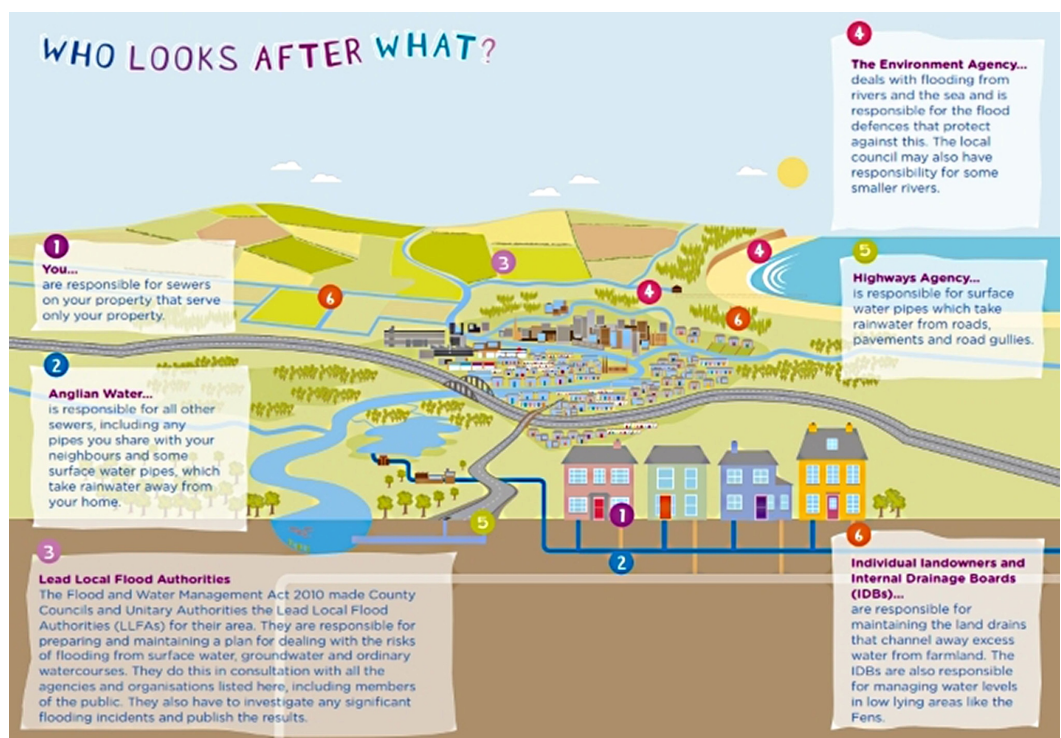 WHO LOOKS AFTER WHAT?
1
You...
are responsible for sewers
on your property that serve
only your property.
2
Anglian Water...
is responsible for all other
sewers, including any
pipes you share with your
neighbours and some
surface water pipes, which
take rainwater away from
your home.
3
Lead Local Flood Authorities
The Flood and Water Management Act 2010 made County
Councils and Unitary Authorities the Lead Local Flood
Authorities (LLFAs) for their area. They are responsible for
preparing and maintaining a plan for dealing with the risks
of flooding from surface water, groundwater and ordinary
watercourses. They do this in consultation with all the
agencies and organisations listed here, including members
of the public. They also have to investigate any significant
flooding incidents and publish the results.
4
The Environment Agency...
deals with flooding from
rivers and the sea and is
responsible for the flood
defences that protect
against this. The local
council may also have
responsibility for some
smaller rivers.
5
Highways Agency...
is responsible for surface
water pipes which take
rainwater from roads,
pavements and road gullies.
6
Individual landowners and
Internal Drainage Boards
(IDBs)...
are responsible for
maintaining the land drains
that channel away excess
water from farmland. The
IDBs are also responsible
for managing water levels
in low lying areas like the
Fens.
3
4
4
6
6
5
1
2